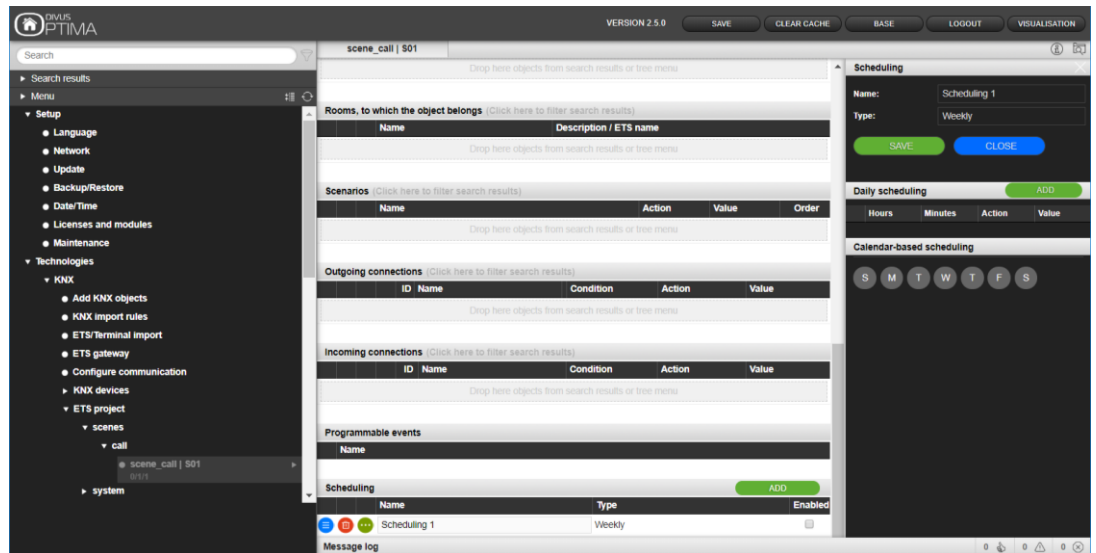 DIVUS
OPTIMA
VERSION 2.5.0 SAVE CLEAR CACHE BASE LOGOUT VISUALISATION
Search
Search results
Menu
Setup
Language
Network
Update
Backup/Restore
Date/Time
Licenses and modules
Maintenance
Technologies
KNX
Add KNX objects
KNX import rules
ETS/Terminal import
ETS gateway
Configure communication
KNX devices
ETS project
scenes
call
scene_call | S01
0/1/1
system
scene_call | S01
Drop here objects from search results or tree menu
Rooms, to which the object belongs (Click here to filter search results)
Name Description / ETS name
Drop here objects from search results or tree menu
Scenarios (Click here to filter search results)
Name Action Value Order
Drop here objects from search results or tree menu
Outgoing connections (Click here to filter search results)
ID Name Condition Action Value
Drop here objects from search results or tree menu
Incoming connections (Click here to filter search results)
ID Name Condition Action Value
Drop here objects from search results or tree menu
Programmable events
Name
Scheduling ADD
Name Type Enabled
Scheduling 1 Weekly
Message log 0 0 0
Scheduling
Name: Scheduling 1
Type: Weekly
SAVE CLOSE
Daily scheduling ADD
Hours Minutes Action Value
Calendar-based scheduling
S M T W T F S